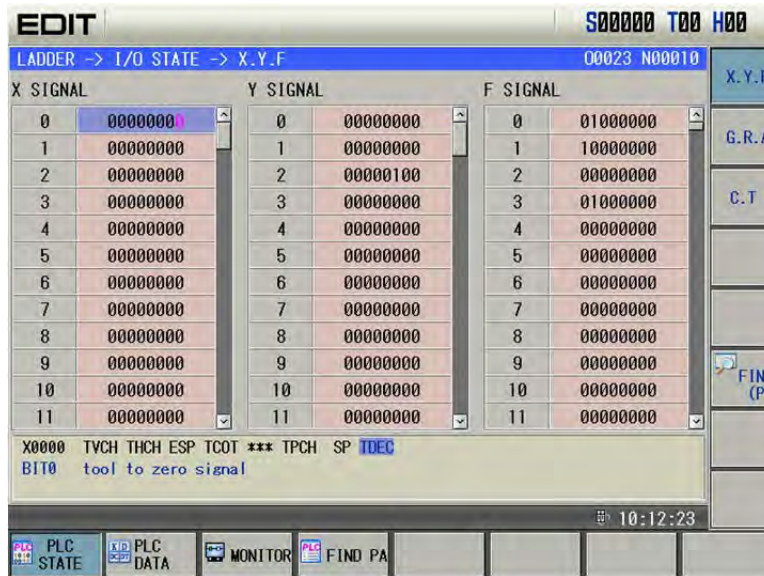 EDIT S00000 T00 H00
LADDER -> I/O STATE -> X.Y.F O0023 N00010
X SIGNAL Y SIGNAL F SIGNAL
0 00000000 0 00000000 0 01000000
1 00000000 1 00000000 1 10000000
2 00000000 2 00000100 2 00000000
3 00000000 3 00000000 3 01000000
4 00000000 4 00000000 4 00000000
5 00000000 5 00000000 5 00000000
6 00000000 6 00000000 6 00000000
7 00000000 7 00000000 7 00000000
8 00000000 8 00000000 8 00000000
9 00000000 9 00000000 9 00000000
10 00000000 10 00000000 10 00000000
11 00000000 11 00000000 11 00000000
X0000 TVCH THCH ESP TCOT *** TPCH SP TDEC
BIT0 tool to zero signal
10:12:23
X.Y.F
G.R.A
C.T
FIN
(P
PLC STATE
PLC DATA
MONITOR
FIND PA